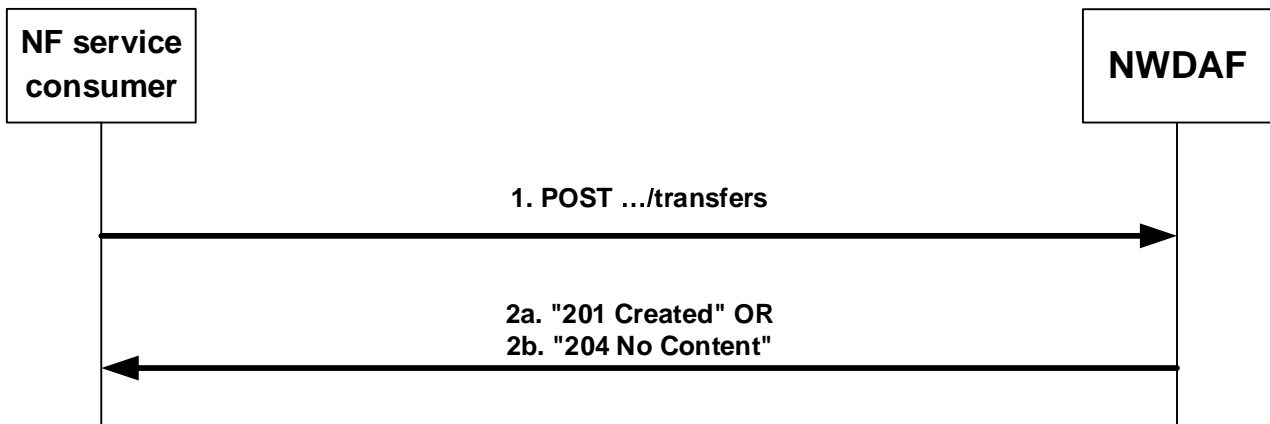 NF service
consumer
NWDAF
1. POST …/transfers
2a. "201 Created" OR
2b. "204 No Content"